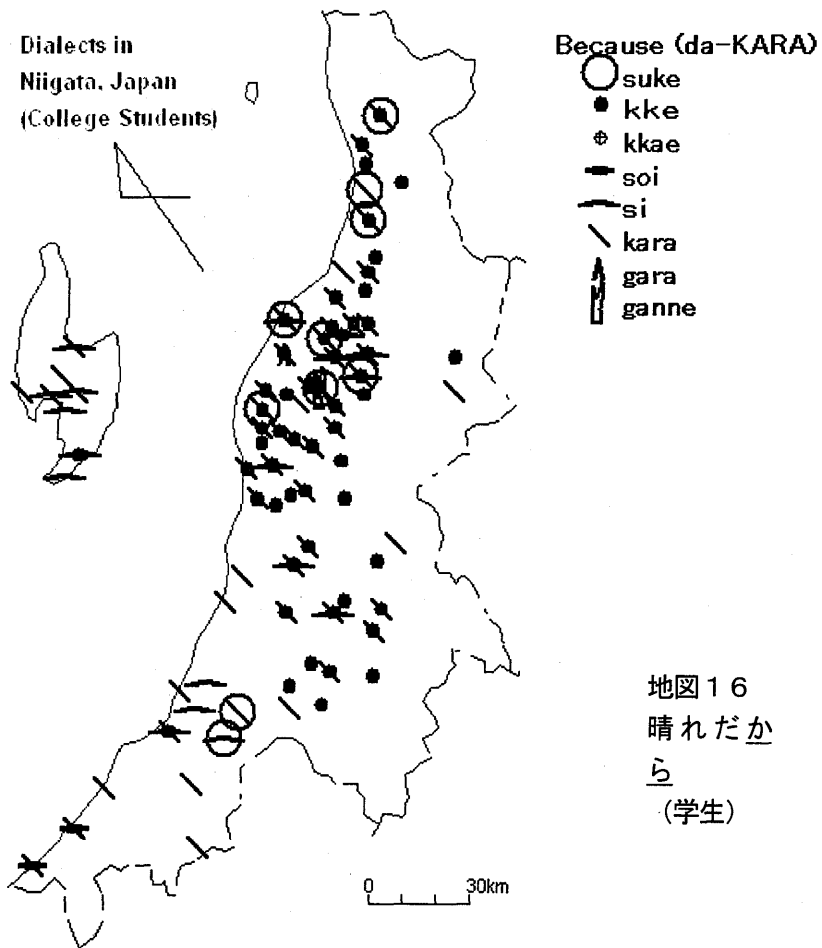 Dialects in
Niigata, Japan
(College Students)
Because (da-KARA)
suke
kke
kkae
soi
si
kara
gara
ganne
地図16
晴れだか
ら
(学生)
0 30km